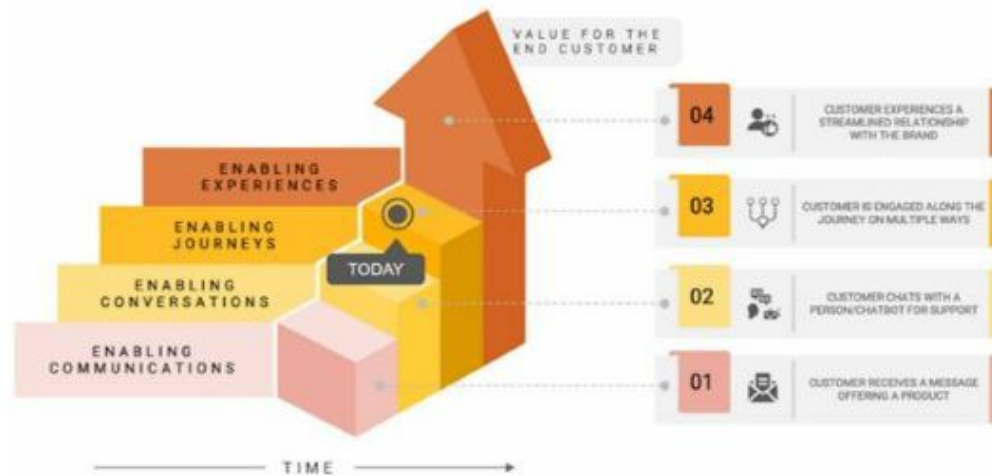 VALUE FOR THE
END CUSTOMER
ENABLING
EXPERIENCES
ENABLING
JOURNEYS
TODAY
ENABLING
CONVERSATIONS
ENABLING
COMMUNICATIONS
TIME
04
CUSTOMER EXPERIENCES A
STREAMLINED RELATIONSHIP
WITH THE BRAND
03
CUSTOMER IS ENGAGED ALONG THE
JOURNEY ON MULTIPLE WAYS
02
CUSTOMER CHATS WITH A
PERSON/CHATBOT FOR SUPPORT
01
CUSTOMER RECEIVES A MESSAGE
OFFERING A PRODUCT